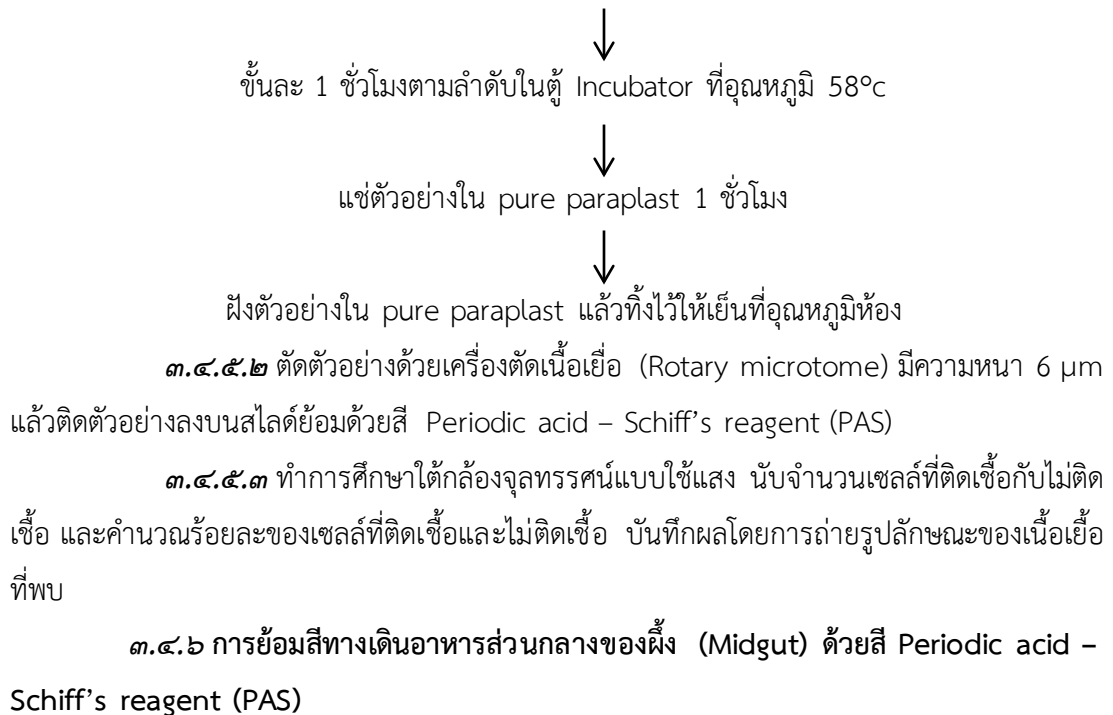 ขั้นละ 1 ชั่วโมงตามลำดับในตู้ Incubator ที่อุณหภูมิ 58°c
แช่ตัวอย่างใน pure paraplast 1 ชั่วโมง
ฝังตัวอย่างใน pure paraplast แล้วทิ้งไว้ให้เย็นที่อุณหภูมิห้อง
๓.๔.๕.๒ ตัดตัวอย่างด้วยเครื่องตัดเนื้อเยื่อ (Rotary microtome) มีความหนา 6 µm
แล้วติดตัวอย่างลงบนสไลด์ย้อมด้วยสี Periodic acid – Schiff's reagent (PAS)
๓.๔.๕.๓ ทำการศึกษาใต้กล้องจุลทรรศน์แบบใช้แสง นับจำนวนเซลล์ที่ติดเชื้อกับไม่ติด
เชื้อ และคำนวณร้อยละของเซลล์ที่ติดเชื้อและไม่ติดเชื้อ บันทึกผลโดยการถ่ายรูปลักษณะของเนื้อเยื้อ
ที่พบ
๓.๔.๖ การย้อมสีทางเดินอาหารส่วนกลางของผึ้ง (Midgut) ด้วยสี Periodic acid –
Schiff's reagent (PAS)